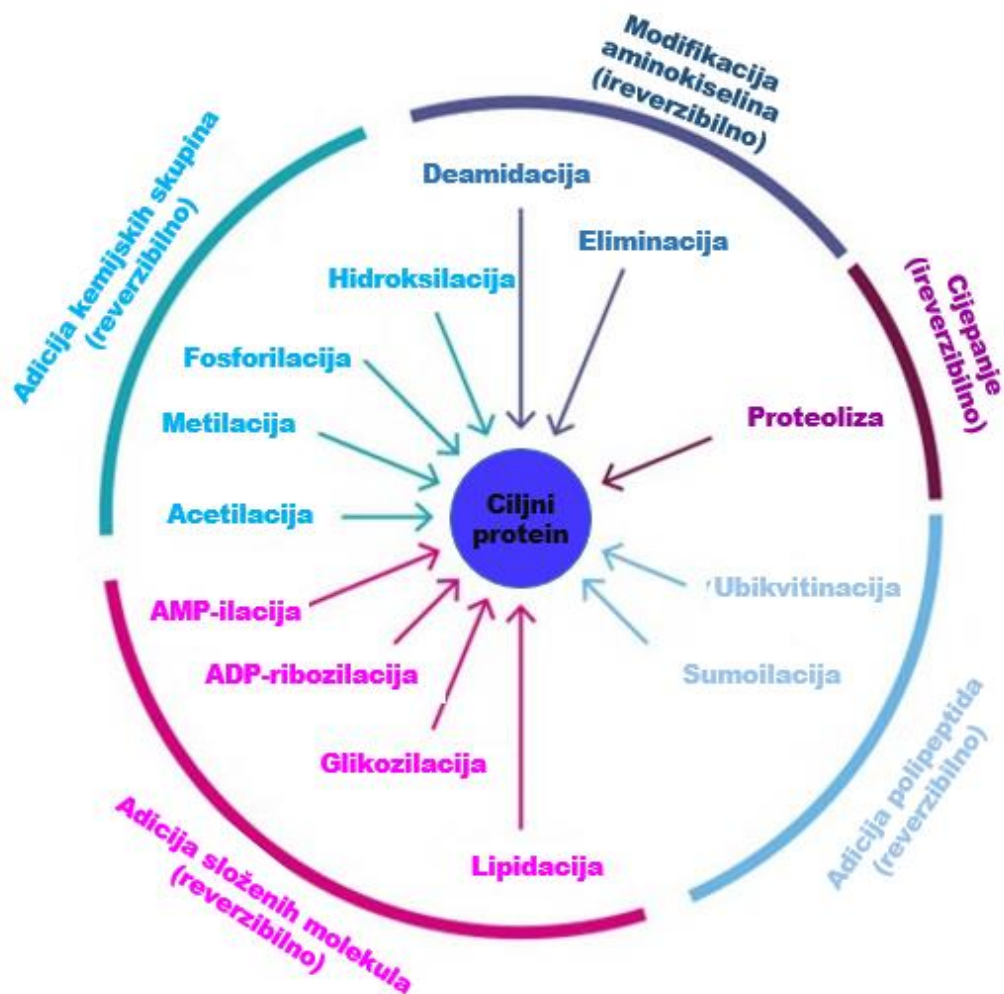 Modifikacija
aminokiselina
(ireverzibilno)
Adicija kemijskih skupina
(reverzibilno)
Deamidacija
Eliminacija
Cijepanje
(ireverzibilno)
Hidroksilacija
Fosforilacija
Metilacija
Proteoliza
Acetilacija
Ciljni
protein
AMP-ilacija
Ubikvitinacija
ADP-ribozilacija
Sumoilacija
Glikozilacija
Lipidacija
Adicija složenih molekula
(reverzibilno)
Adicija polipeptida
(reverzibilno)